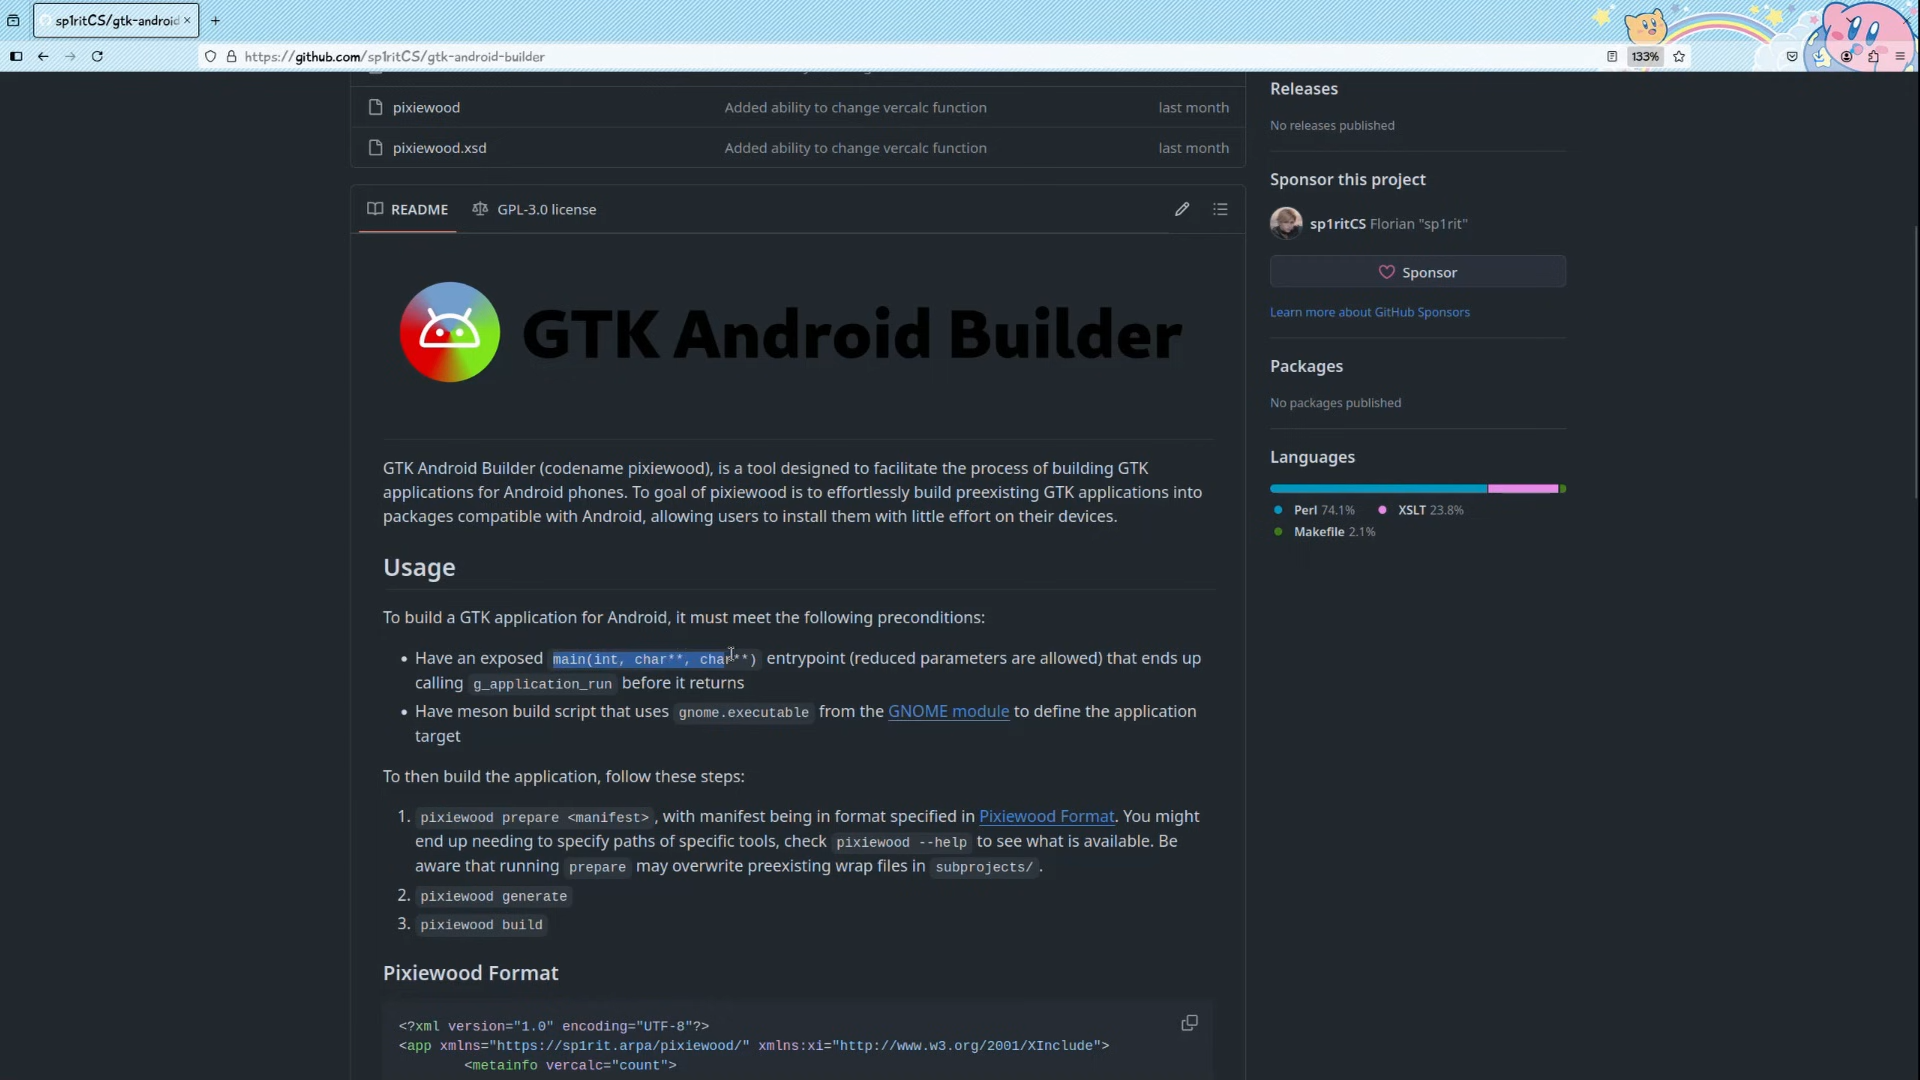 sp1ritCS/gtk-android
https://github.com/sp1ritCS/gtk-android-builder
133%
pixiewood Added ability to change vercalc function last month
pixiewood.xsd Added ability to change vercalc function last month
README GPL-3.0 license
GTK Android Builder
GTK Android Builder (codename pixiewood), is a tool designed to facilitate the process of building GTK
applications for Android phones. To goal of pixiewood is to effortlessly build preexisting GTK applications into
packages compatible with Android, allowing users to install them with little effort on their devices.
Usage
To build a GTK application for Android, it must meet the following preconditions:
• Have an exposed main(int, char**, char**) entrypoint (reduced parameters are allowed) that ends up
calling g_application_run before it returns
• Have meson build script that uses gnome.executable from the GNOME module to define the application
target
To then build the application, follow these steps:
1. pixiewood prepare <manifest>, with manifest being in format specified in Pixiewood Format. You might
end up needing to specify paths of specific tools, check pixiewood --help to see what is available. Be
aware that running prepare may overwrite preexisting wrap files in subprojects/.
2. pixiewood generate
3. pixiewood build
Pixiewood Format
<?xml version="1.0" encoding="UTF-8"?>
<app xmlns="https://sp1rit.arpa/pixiewood/" xmlns:xi="http://www.w3.org/2001/XInclude">
<metainfo vercalc="count">
Releases
No releases published
Sponsor this project
sp1ritCS Florian "sp1rit"
Sponsor
Learn more about GitHub Sponsors
Packages
No packages published
Languages
Perl 74.1% XSLT 23.8%
Makefile 2.1%